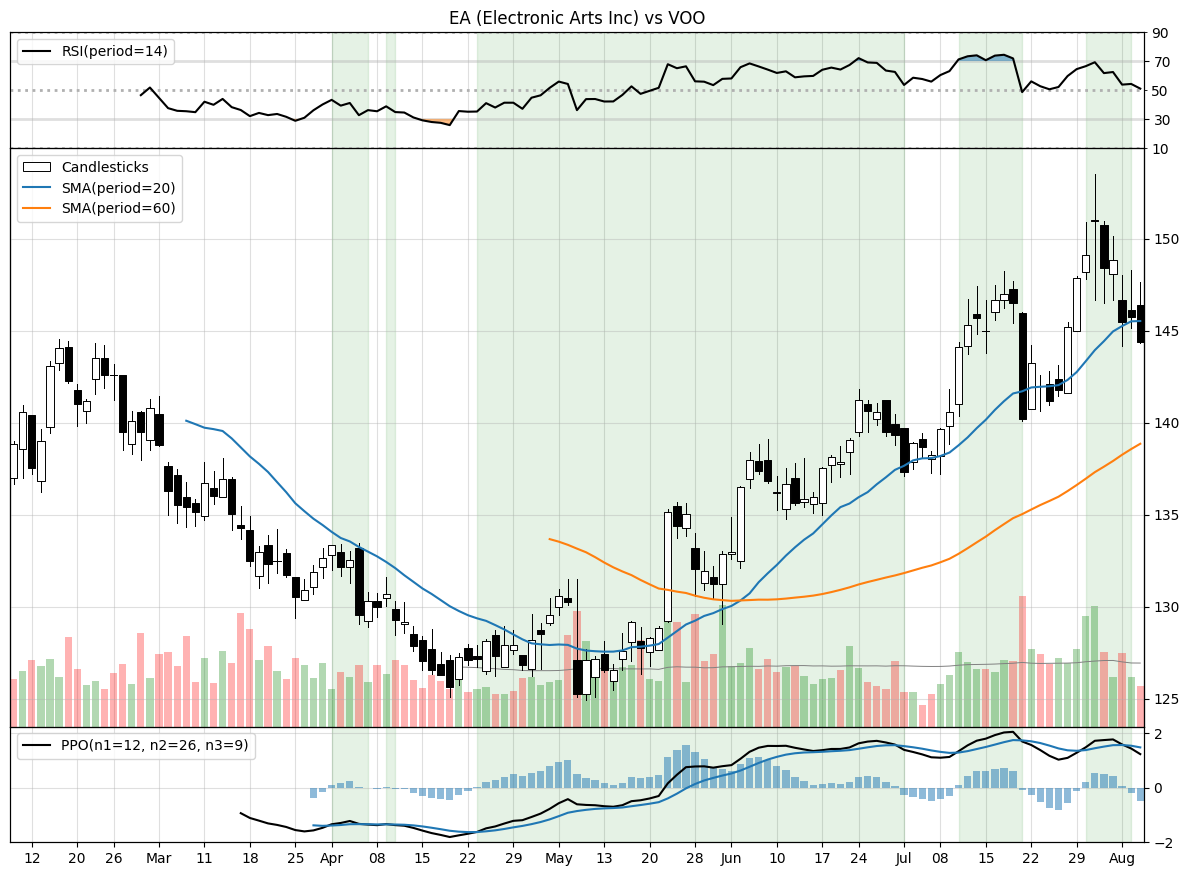 EA (Electronic Arts Inc) vs VOO
RSI(period=14)
90
70
50
30
10
Candlesticks
SMA(period=20)
SMA(period=60)
150
145
140
135
130
125
PPO(n1=12, n2=26, n3=9)
2
0
−2
12 20 26 Mar 11 18 25 Apr 08 15 22 29 May 13 20 28 Jun 10 17 24 Jul 08 15 22 29 Aug